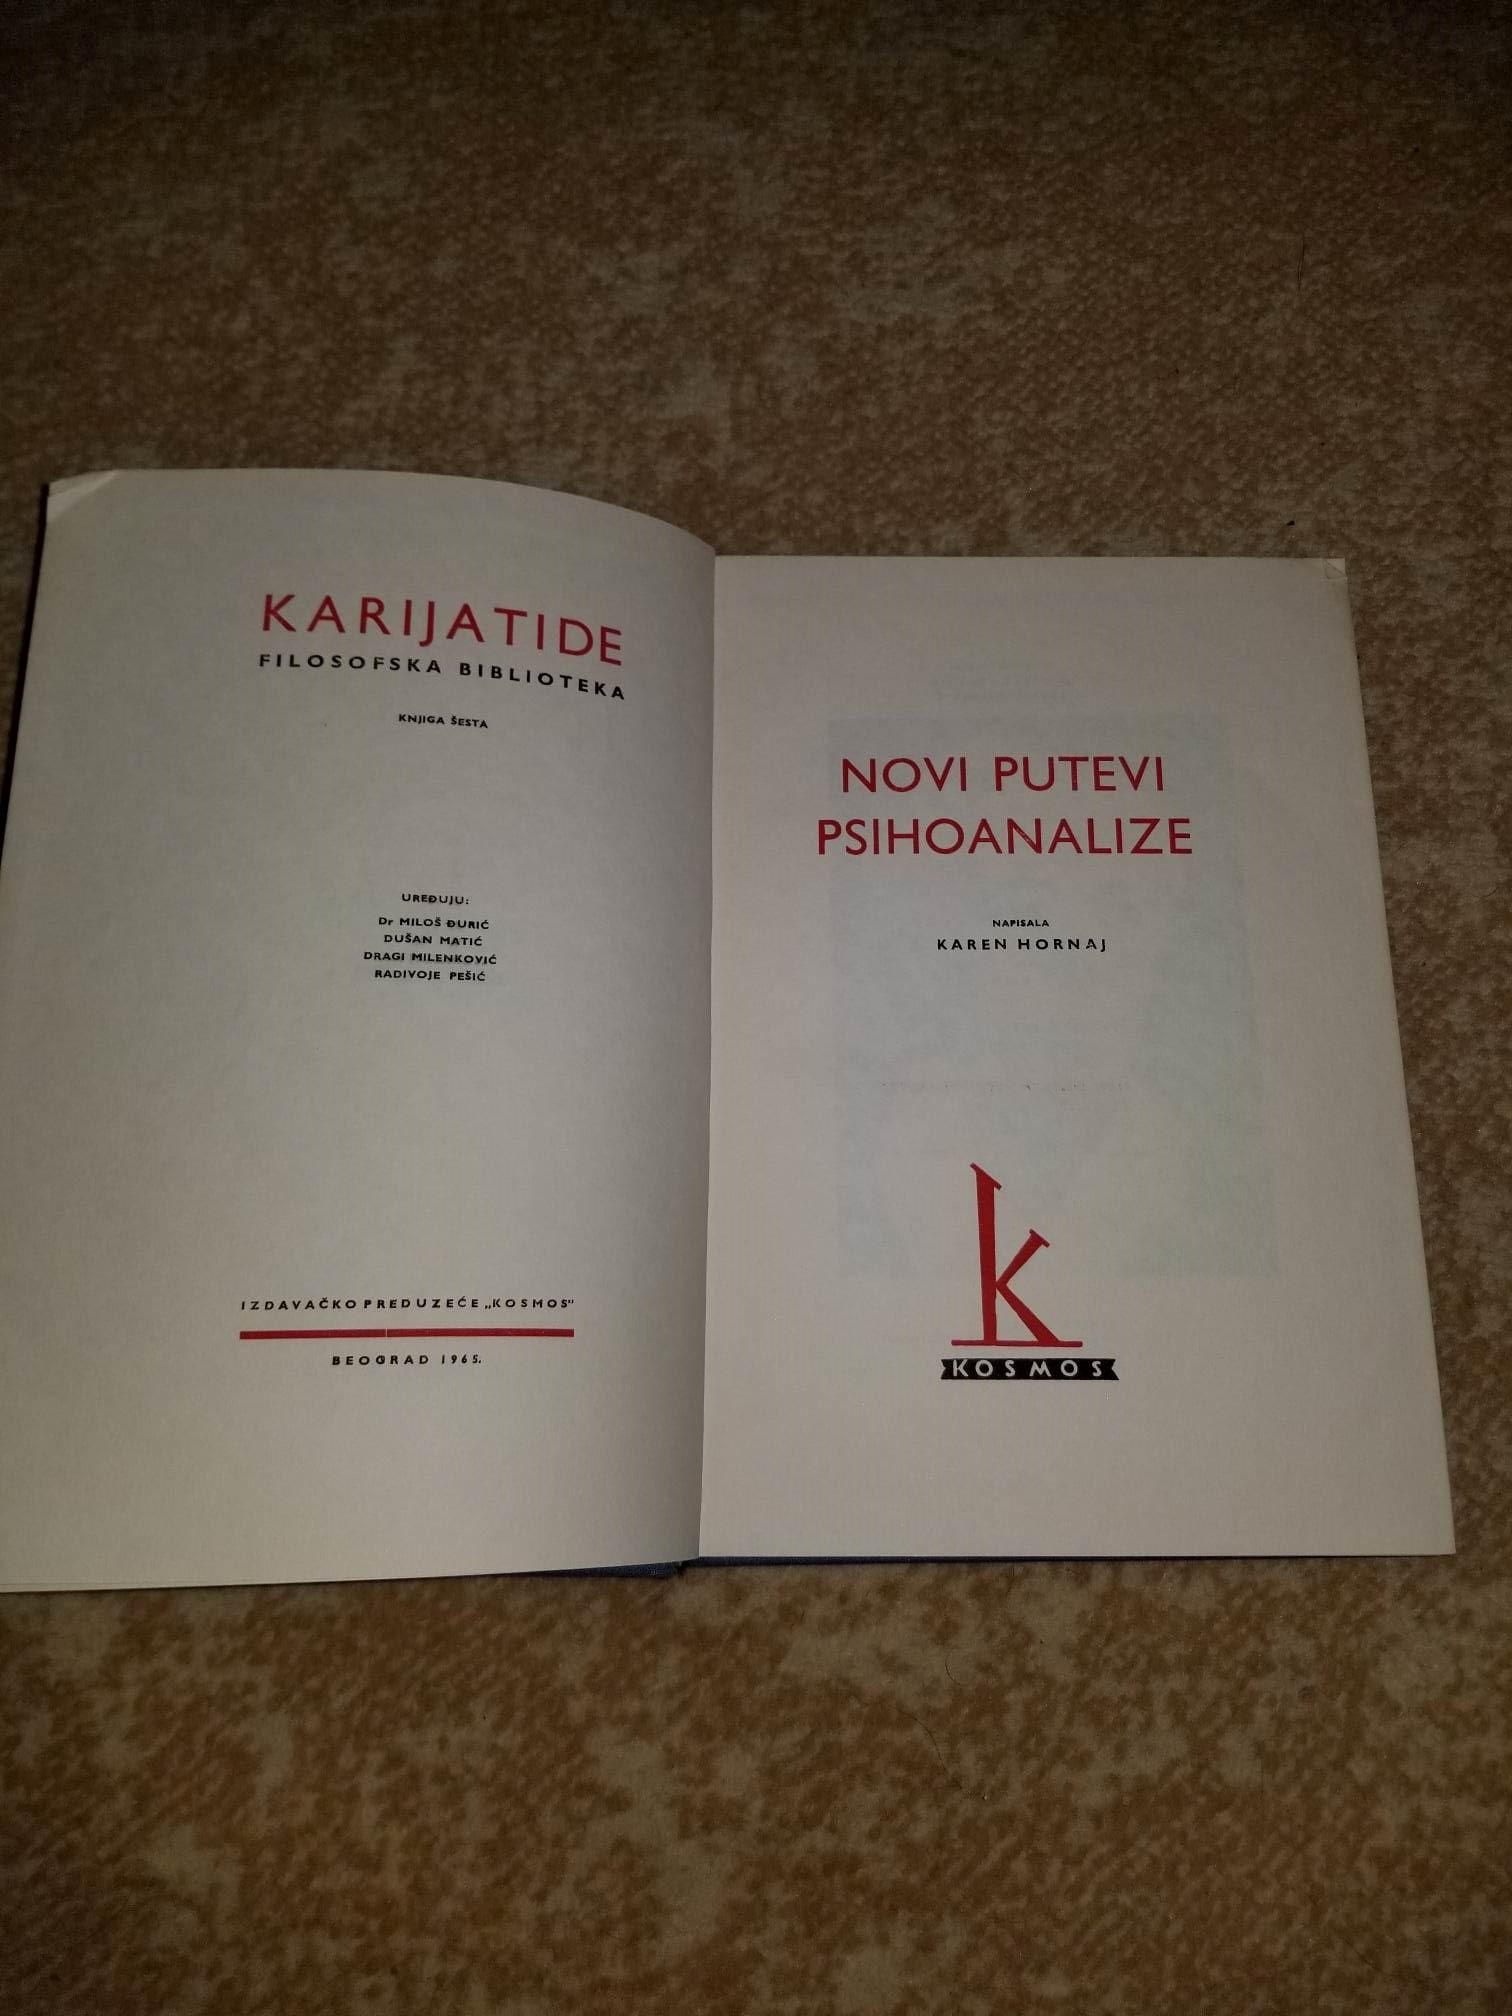 KARIJATIDE
FILOSOFSKA BIBLIOTEKA
KNJIGA ŠESTA
UREĐUJU:
Dr MILOŠ ĐURIĆ
DUŠAN MATIĆ
DRAGI MILENKOVIĆ
RADIVOJE PEŠIĆ
IZDAVAČKO PREDUZEĆE „KOSMOS"
BEOGRAD 1965.
NOVI PUTEVI
PSIHOANALIZE
NAPISALA
KAREN HORNAJ
k
KOSMOS